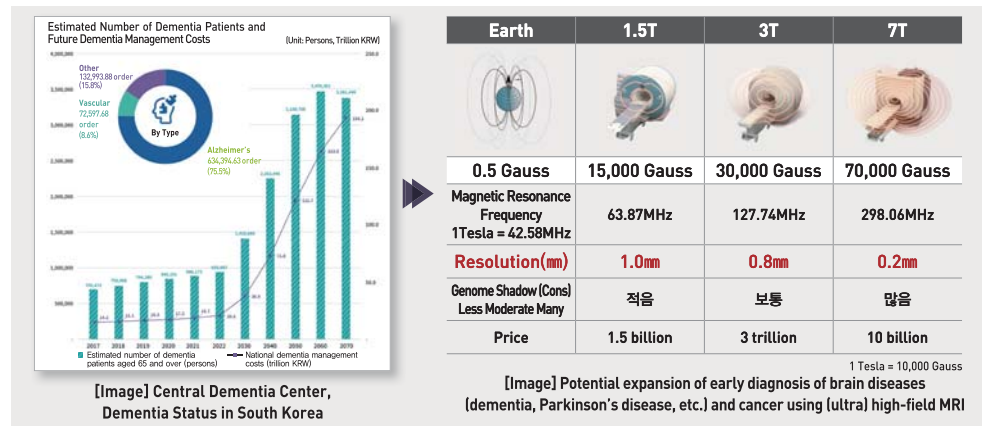 Estimated Number of Dementia Patients and
Future Dementia Management Costs
(Unit: Persons, Trillion KRW)
Other
132,993.88 order
(15.8%)
Vascular
72,597.68
order
(8.6%)
By Type
Alzheimer's
634,394.63 order
(75.5%)
2017 2018 2019 2020 2021 2022 2030 2040 2050 2060 2070
Estimated number of dementia
patients aged 65 and over (persons)
National dementia management
costs (trillion KRW)
[Image] Central Dementia Center,
Dementia Status in South Korea
Earth 1.5T 3T 7T
0.5 Gauss 15,000 Gauss 30,000 Gauss 70,000 Gauss
Magnetic Resonance
Frequency
1Tesla = 42.58MHz
63.87MHz 127.74MHz 298.06MHz
Resolution(㎜) 1.0㎜ 0.8㎜ 0.2㎜
Genome Shadow (Cons)
Less Moderate Many
적음 보통 많음
Price 1.5 billion 3 trillion 10 billion
1 Tesla = 10,000 Gauss
[Image] Potential expansion of early diagnosis of brain diseases
(dementia, Parkinson's disease, etc.) and cancer using (ultra) high-field MRI